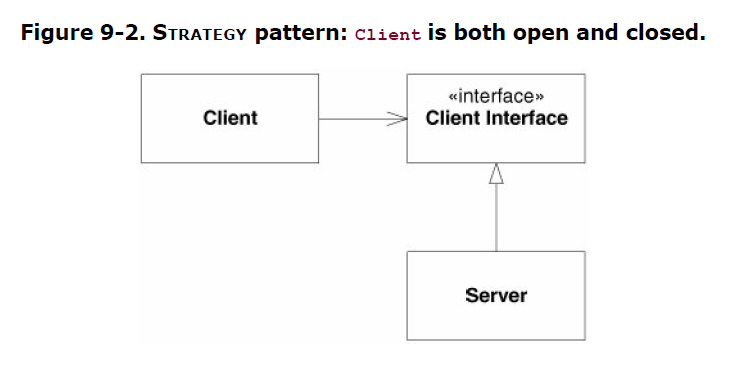 Figure 9-2. STRATEGY pattern: Client is both open and closed.
«interface»
Client
Client Interface
Server